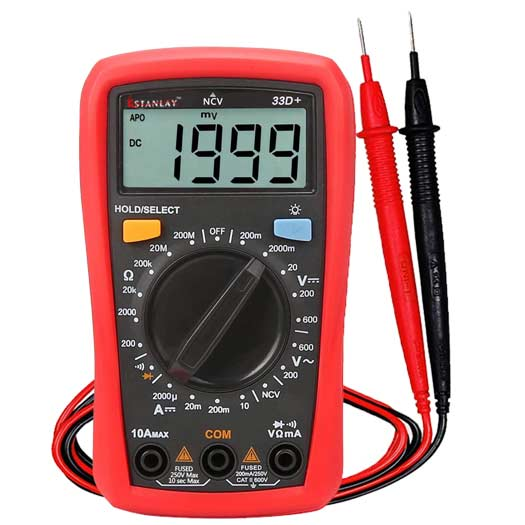 STANLAY™ NCV 33D+
APO mV
DC 1999
HOLD/SELECT
OFF
200M 200m
20M 2000m
200k 20
Ω V⎓
20k 200
2000 600
200 600
V~
200
2000µ NCV
A⎓ 20m 200m 10
10AMAX COM VΩmA
FUSED
250V Max
10 sec Max
FUSED
200mA/250V
CAT II 600V